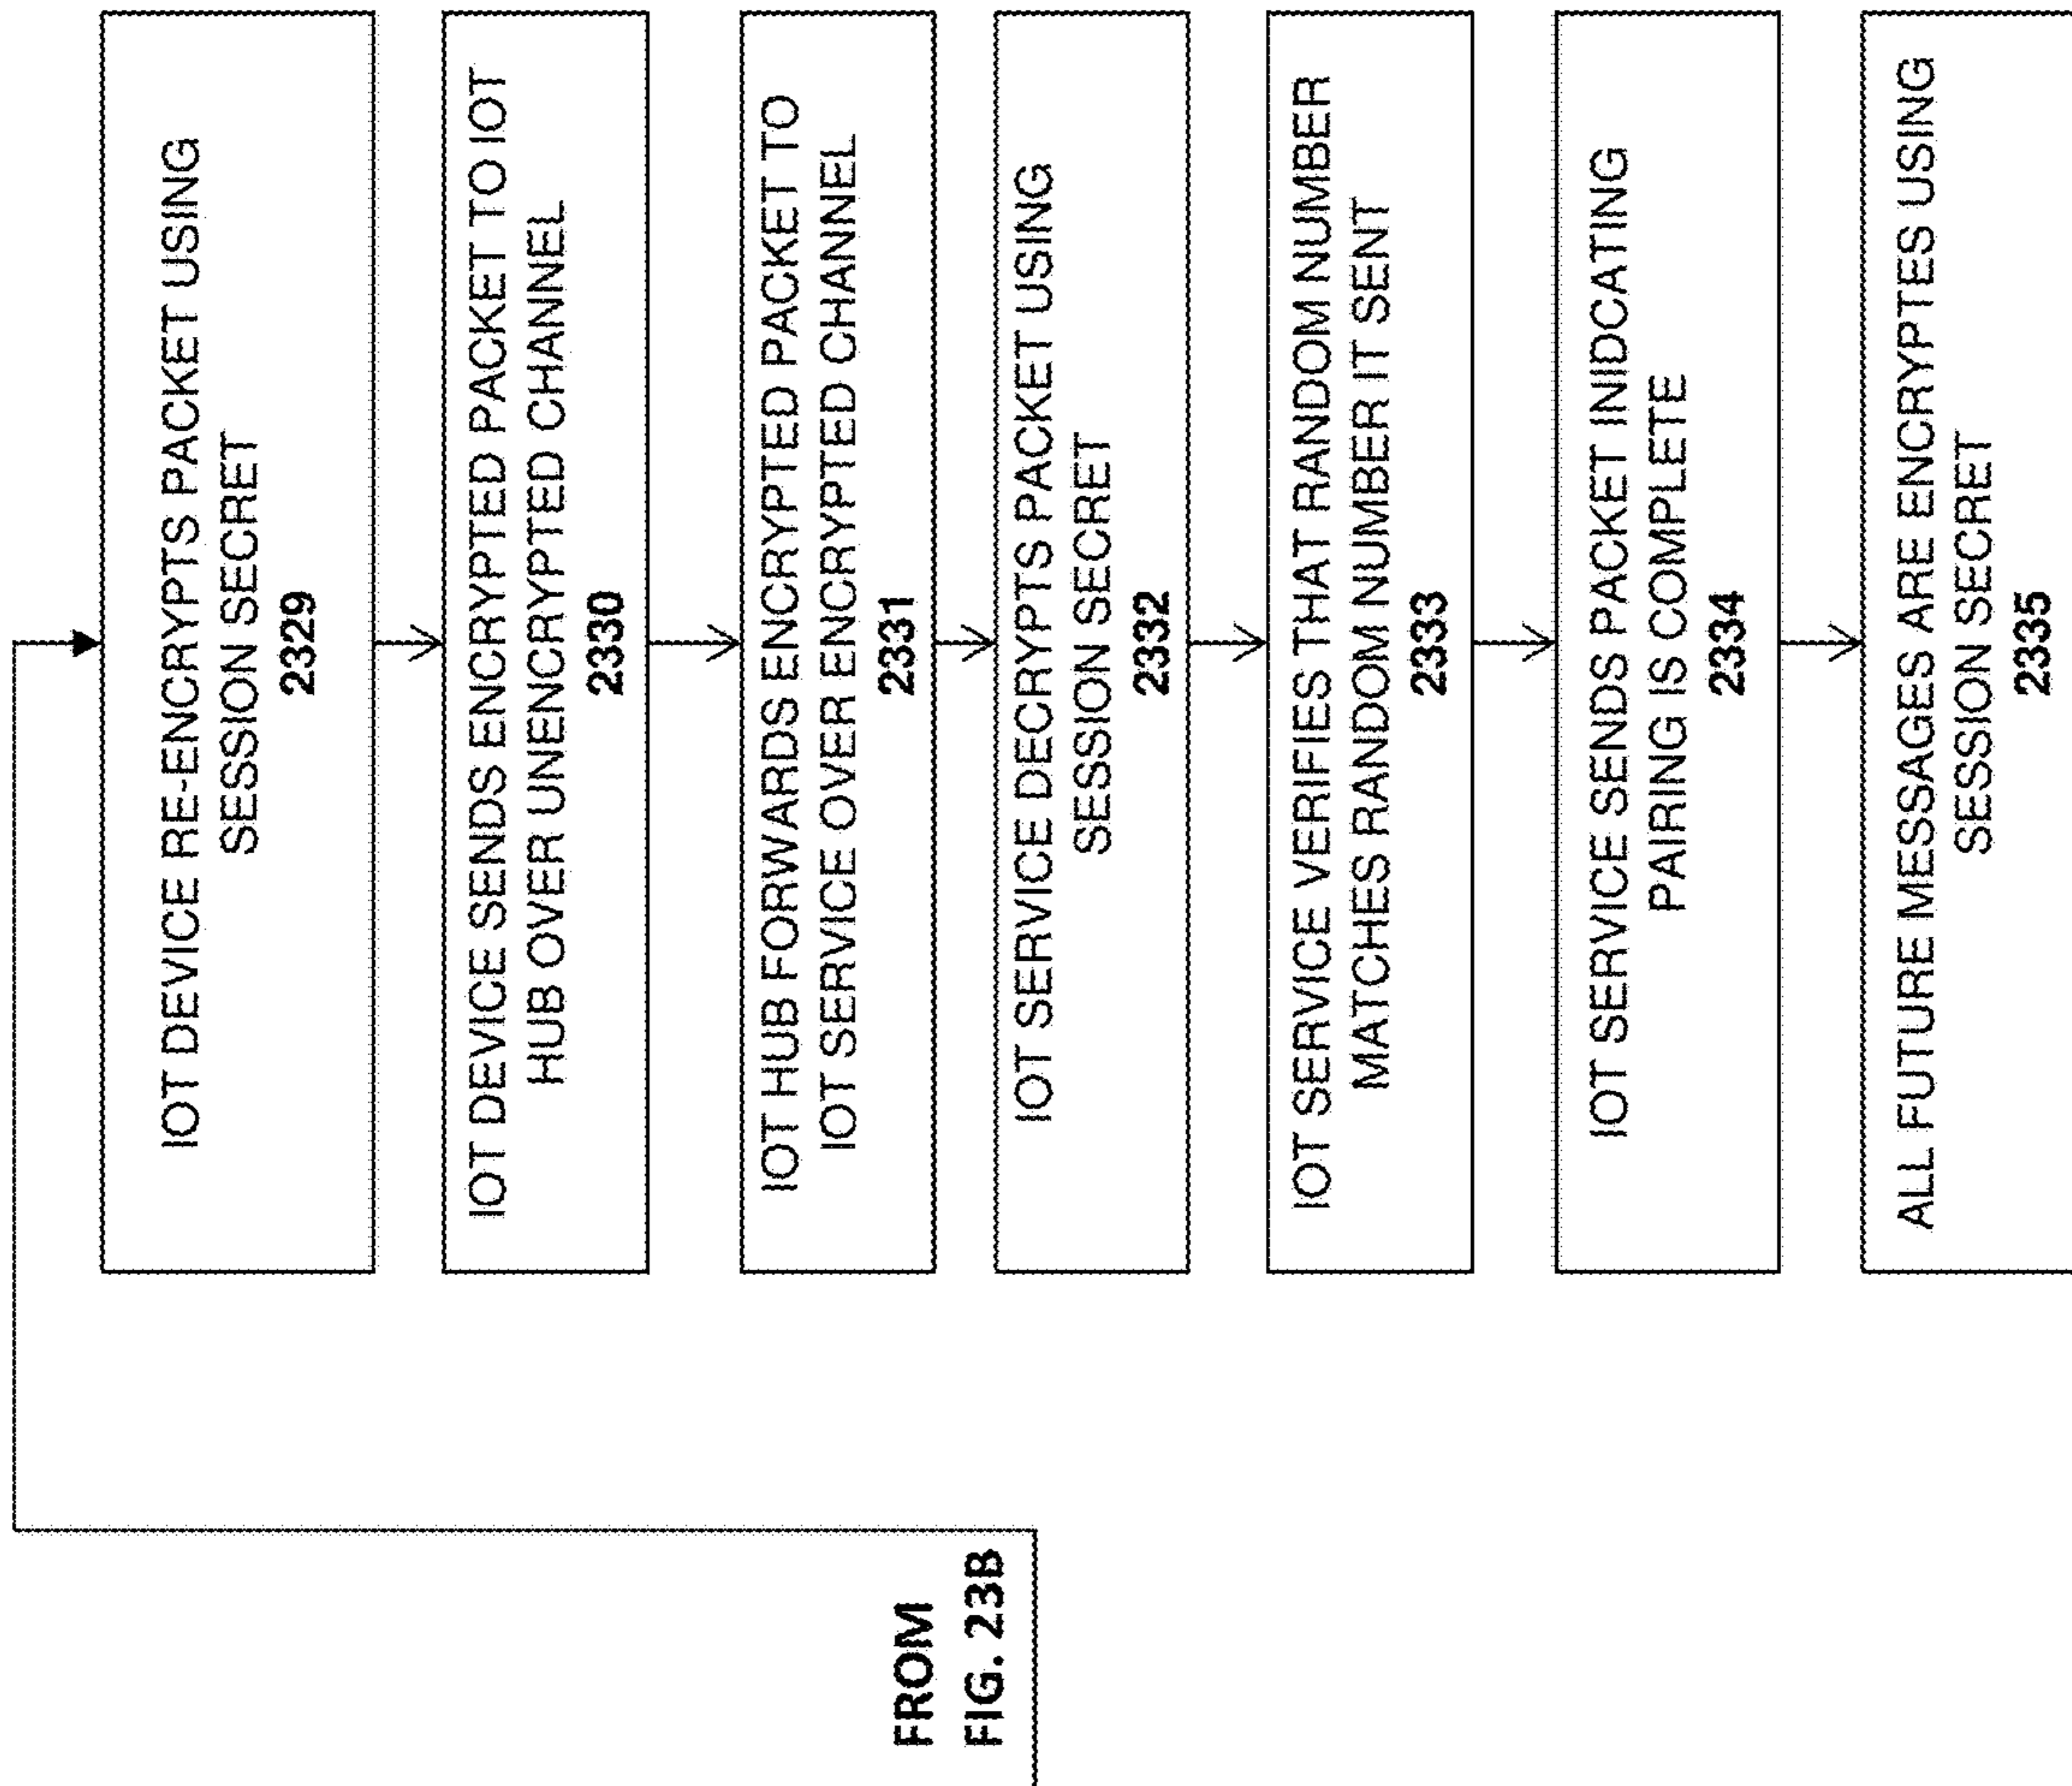 FROM
FIG. 23B
IOT DEVICE RE-ENCRYPTS PACKET USING
SESSION SECRET
2329
IOT DEVICE SENDS ENCRYPTED PACKET TO IOT
HUB OVER UNENCRYPTED CHANNEL
2330
IOT HUB FORWARDS ENCRYPTED PACKET TO
IOT SERVICE OVER ENCRYPTED CHANNEL
2331
IOT SERVICE DECRYPTS PACKET USING
SESSION SECRET
2332
IOT SERVICE VERIFIES THAT RANDOM NUMBER
MATCHES RANDOM NUMBER IT SENT
2333
IOT SERVICE SENDS PACKET INIDCATING
PAIRING IS COMPLETE
2334
ALL FUTURE MESSAGES ARE ENCRYPTES USING
SESSION SECRET
2335